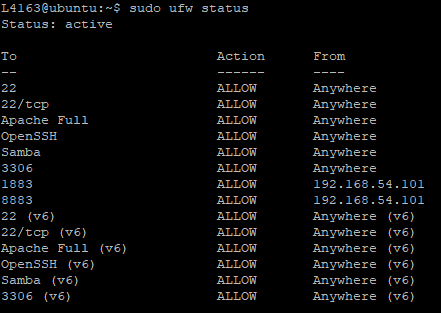 L4163@ubuntu:~$ sudo ufw status
Status: active
To                         Action      From
--                         ------      ----
22                         ALLOW       Anywhere
22/tcp                     ALLOW       Anywhere
Apache Full                ALLOW       Anywhere
OpenSSH                    ALLOW       Anywhere
Samba                      ALLOW       Anywhere
3306                       ALLOW       Anywhere
1883                       ALLOW       192.168.54.101
8883                       ALLOW       192.168.54.101
22 (v6)                    ALLOW       Anywhere (v6)
22/tcp (v6)                ALLOW       Anywhere (v6)
Apache Full (v6)           ALLOW       Anywhere (v6)
OpenSSH (v6)               ALLOW       Anywhere (v6)
Samba (v6)                 ALLOW       Anywhere (v6)
3306 (v6)                  ALLOW       Anywhere (v6)